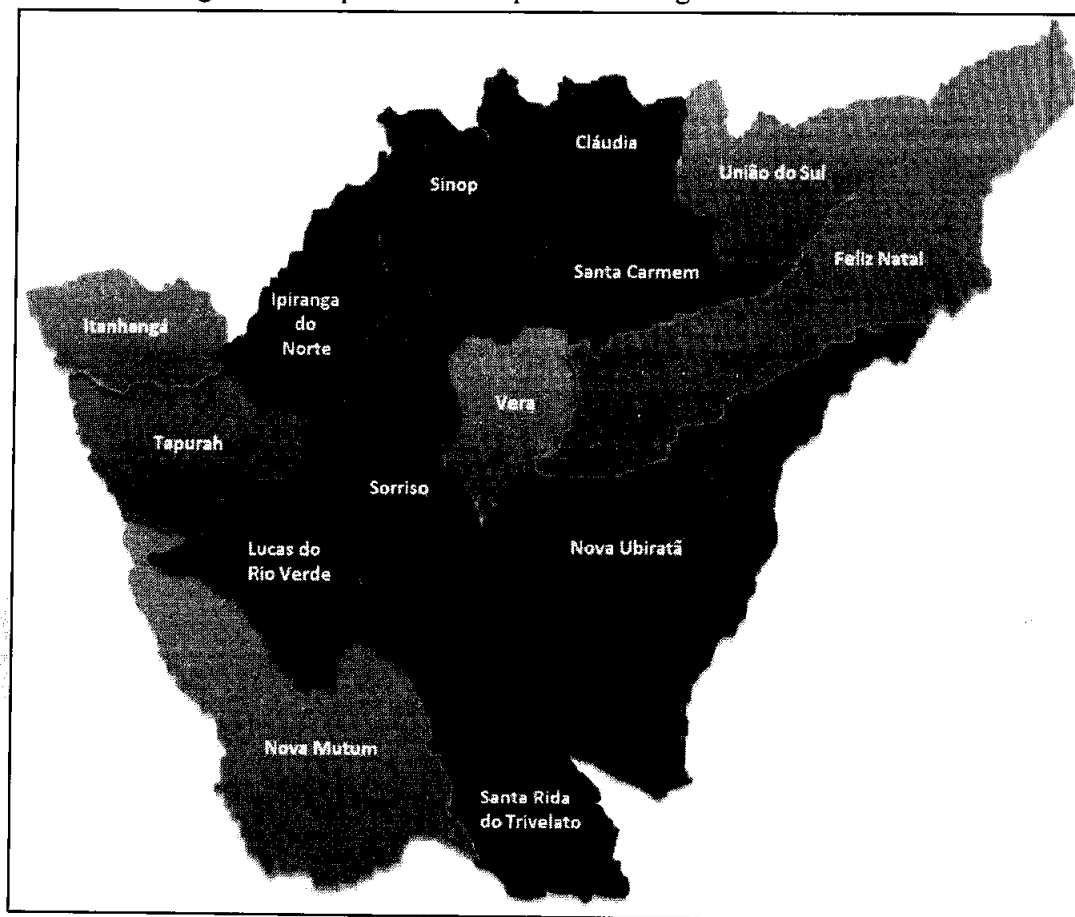 Cláudia
Sinop
União do Sul
Feliz Natal
Santa Carmem
Ipiranga
do
Norte
Itanhangá
Vera
Tapurah
Sorriso
Lucas do
Rio Verde
Nova Ubiratã
Nova Mutum
Santa Rida
do Trivelato